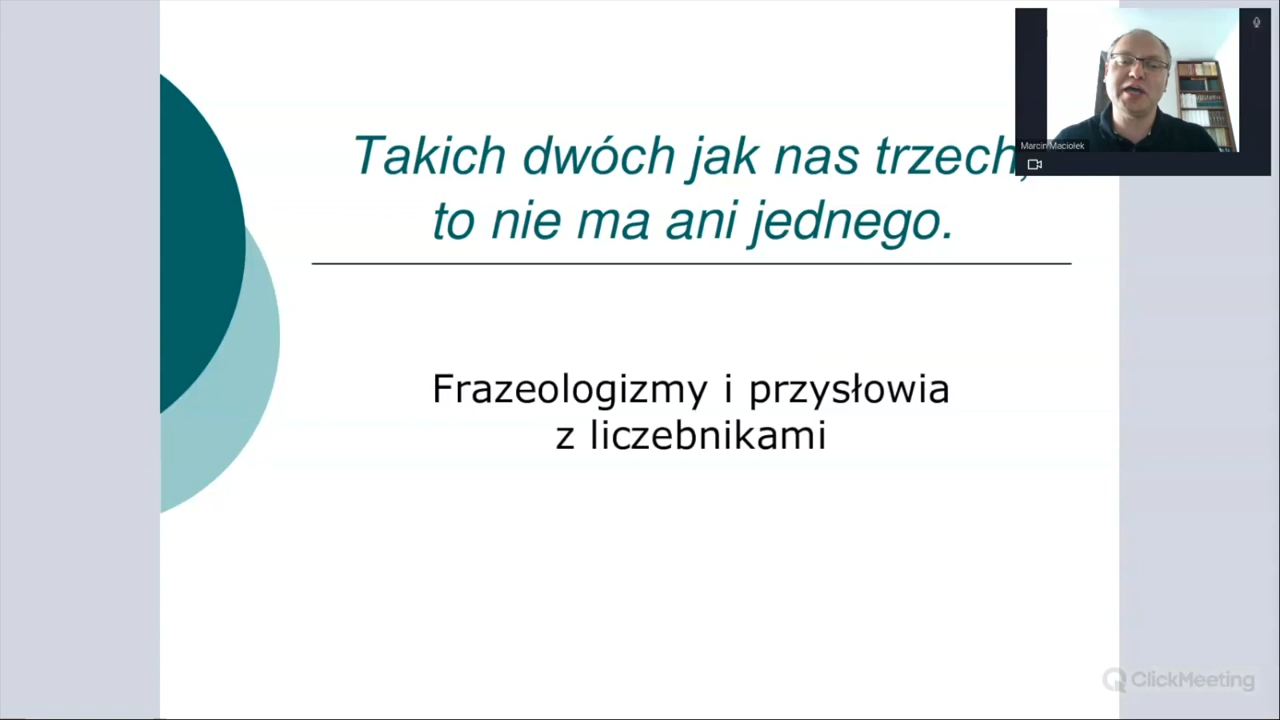 Takich dwóch jak nas trzech,
to nie ma ani jednego.
Marcin Maciołek
Frazeologizmy i przysłowia
z liczebnikami
ClickMeeting